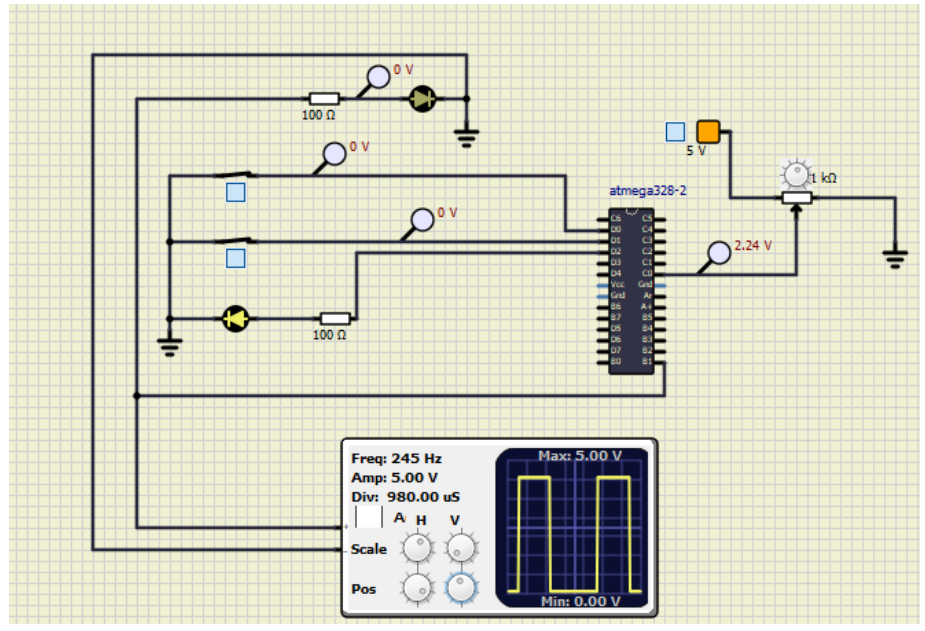 0 V
100 Ω
0 V
5 V
1 kΩ
atmega328-2
0 V
2.24 V
C6 C5
D0 C4
D1 C3
D2 C2
D3 C1
D4 C0
Vcc Gnd
Gnd Ar
B6 A+
B7 B5
D5 B4
D6 B3
D7 B2
B0 B1
100 Ω
Freq: 245 Hz
Amp: 5.00 V
Div: 980.00 uS
A H V
+
Scale
-
Pos
Max: 5.00 V
Min: 0.00 V